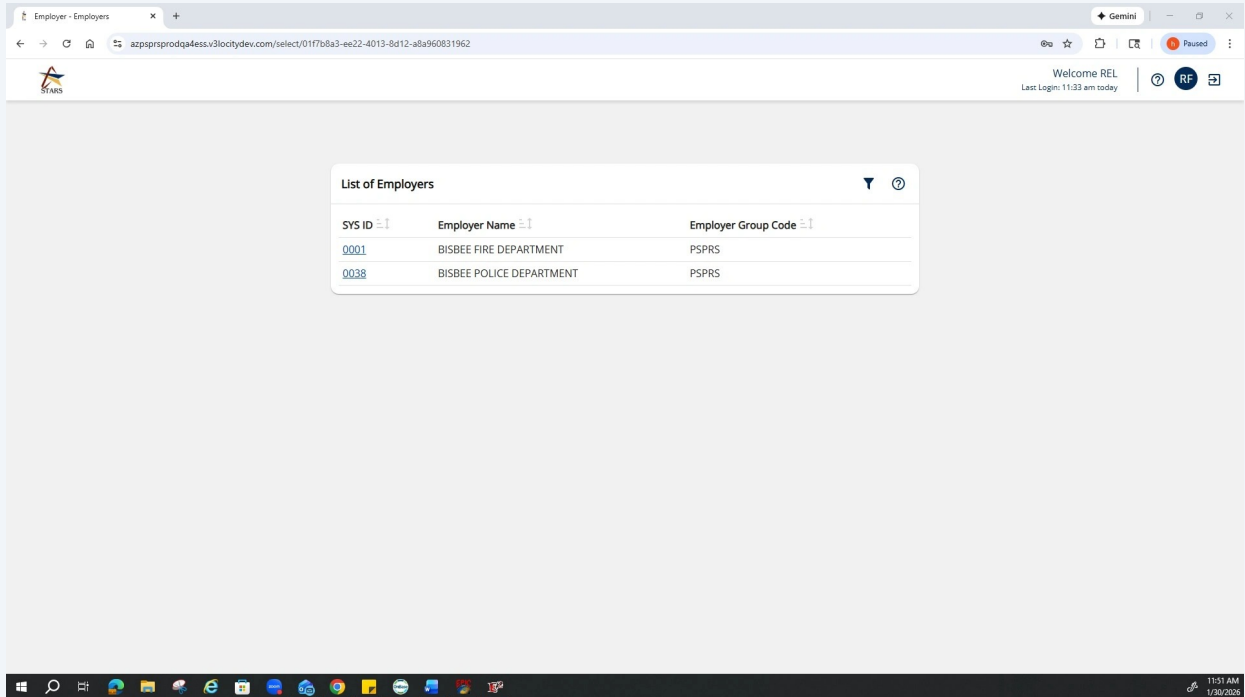 Employer - Employers
Gemini
azpsprsprodqa4ess.v3locitydev.com/select/01f7b8a3-ee22-4013-8d12-a8a960831962
h
Paused
STARS
Welcome REL
Last Login: 11:33 am today
RF
List of Employers
SYS ID Employer Name Employer Group Code
0001 BISBEE FIRE DEPARTMENT PSPRS
0038 BISBEE POLICE DEPARTMENT PSPRS
11:51 AM
1/30/2026